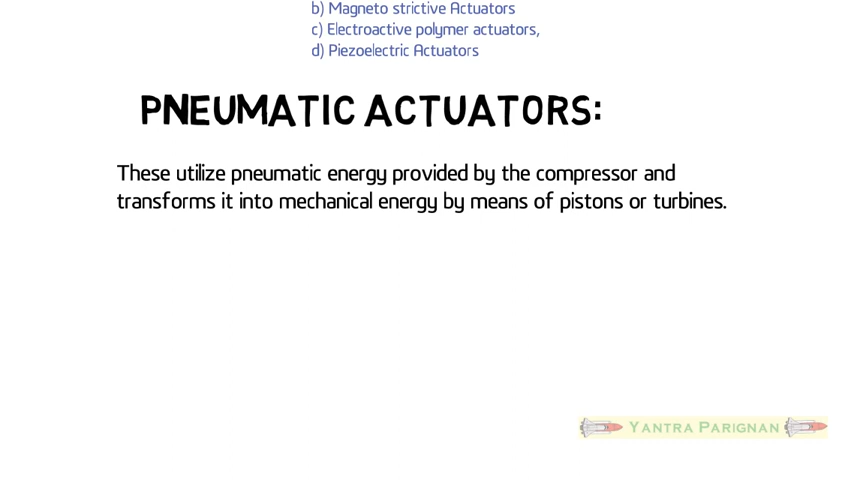 b) Magneto strictive Actuators
c) Electroactive polymer actuators,
d) Piezoelectric Actuators
PNEUMATIC ACTUATORS:
These utilize pneumatic energy provided by the compressor and
transforms it into mechanical energy by means of pistons or turbines.
YANTRA PARIGNAN